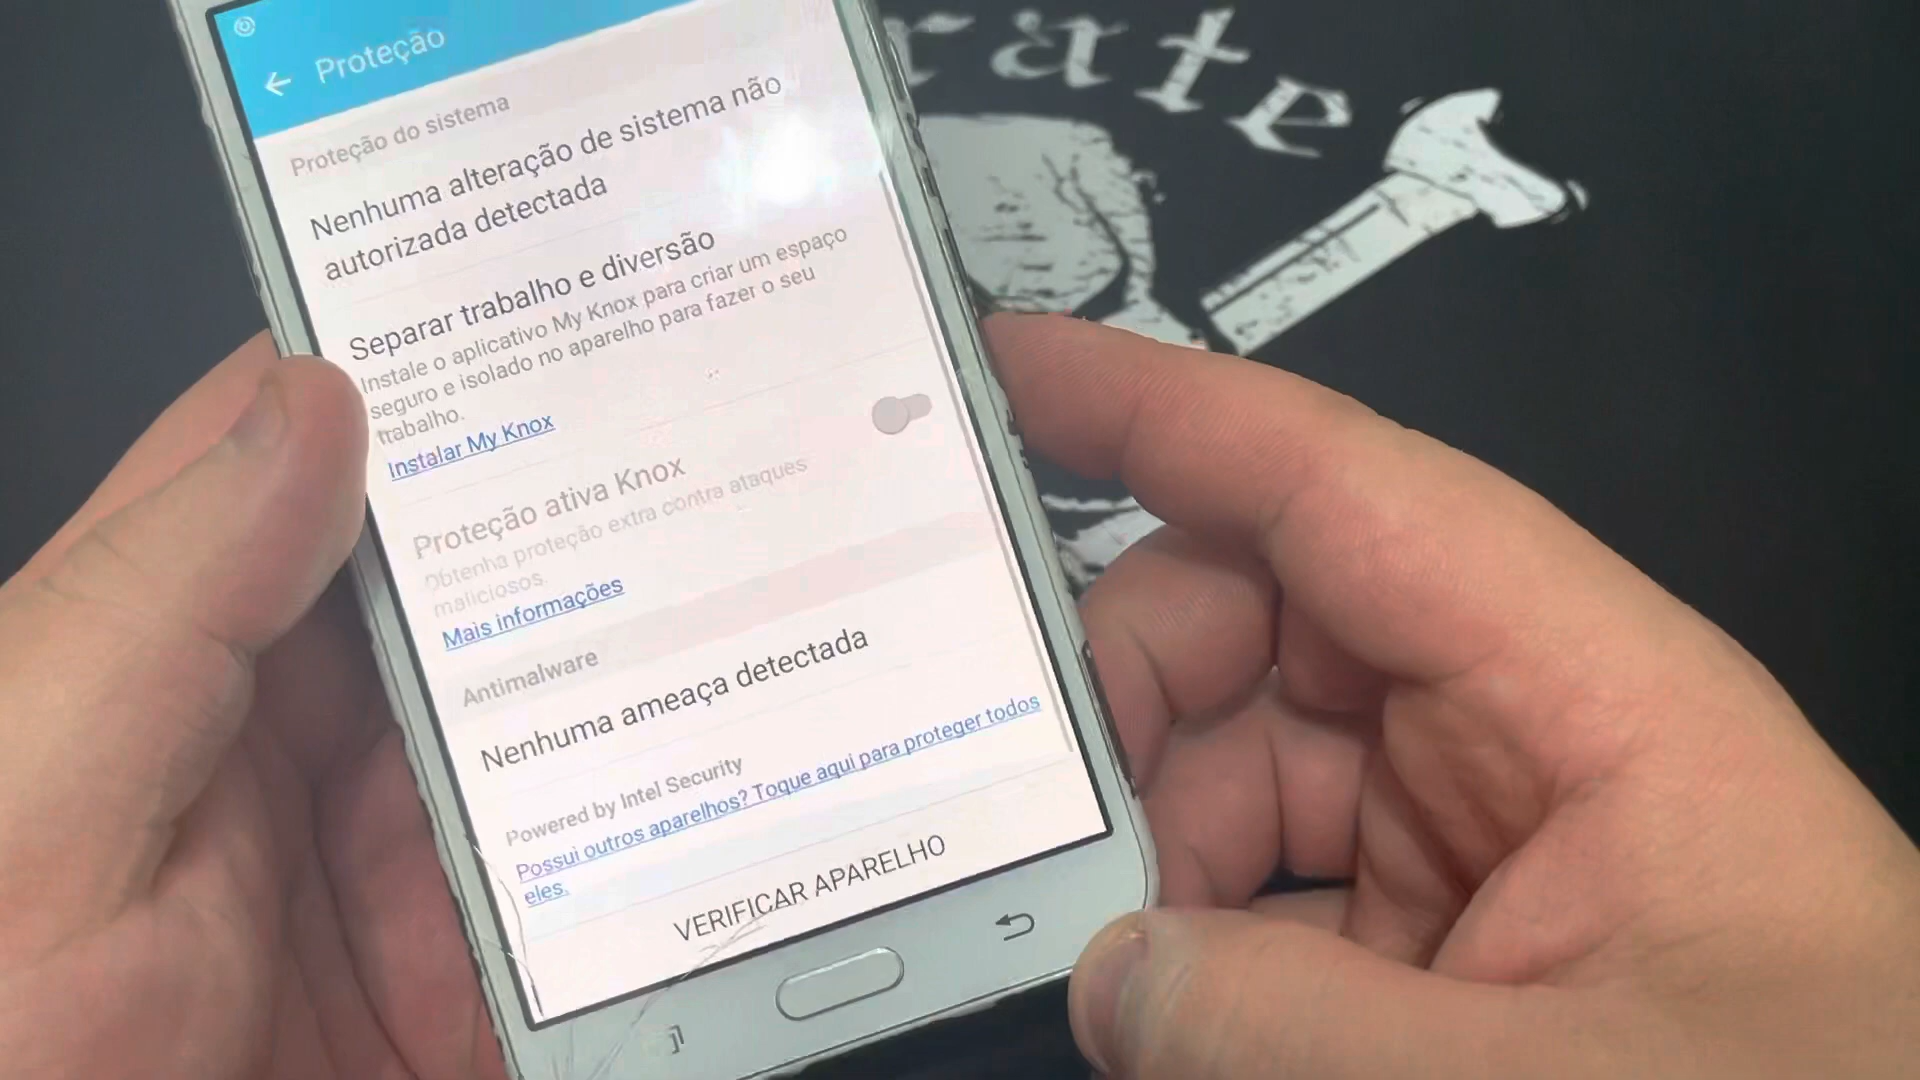 Proteção
Proteção do sistema
Nenhuma alteração de sistema não
autorizada detectada
Separar trabalho e diversão
Instale o aplicativo My Knox para criar um espaço
seguro e isolado no aparelho para fazer o seu
trabalho.
Instalar My Knox
Proteção ativa Knox
Obtenha proteção extra contra ataques
maliciosos.
Mais informações
Antimalware
Nenhuma ameaça detectada
Powered by Intel Security
Possui outros aparelhos? Toque aqui para proteger todos
eles.
VERIFICAR APARELHO
rate